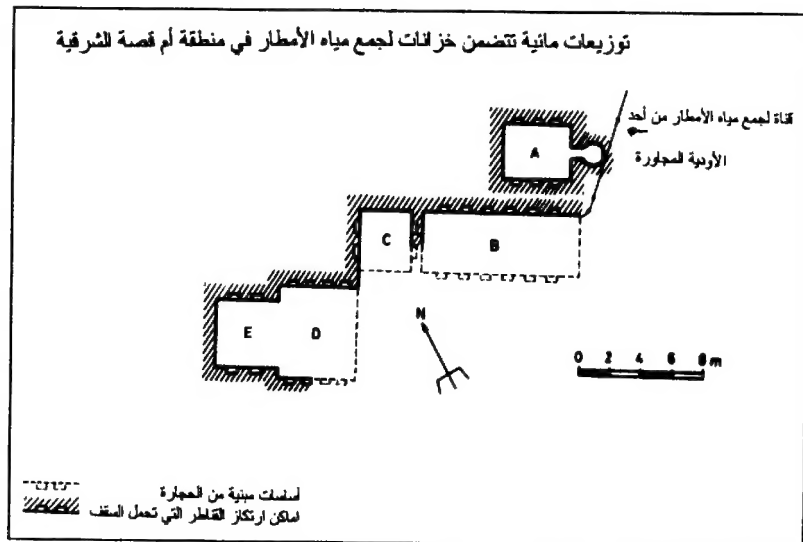 توزيعات مائية تتضمن خزانات لجمع مياه الأمطار في منطقة أم قصة الشرقية
قناة لجمع مياه الأمطار من أحد
الأودية المجاورة
A
C
B
E
D
N
0 2 4 6 8 m
أساسات مبنية من الحجارة
اماكن ارتكاز القناطر التي تحمل السقف